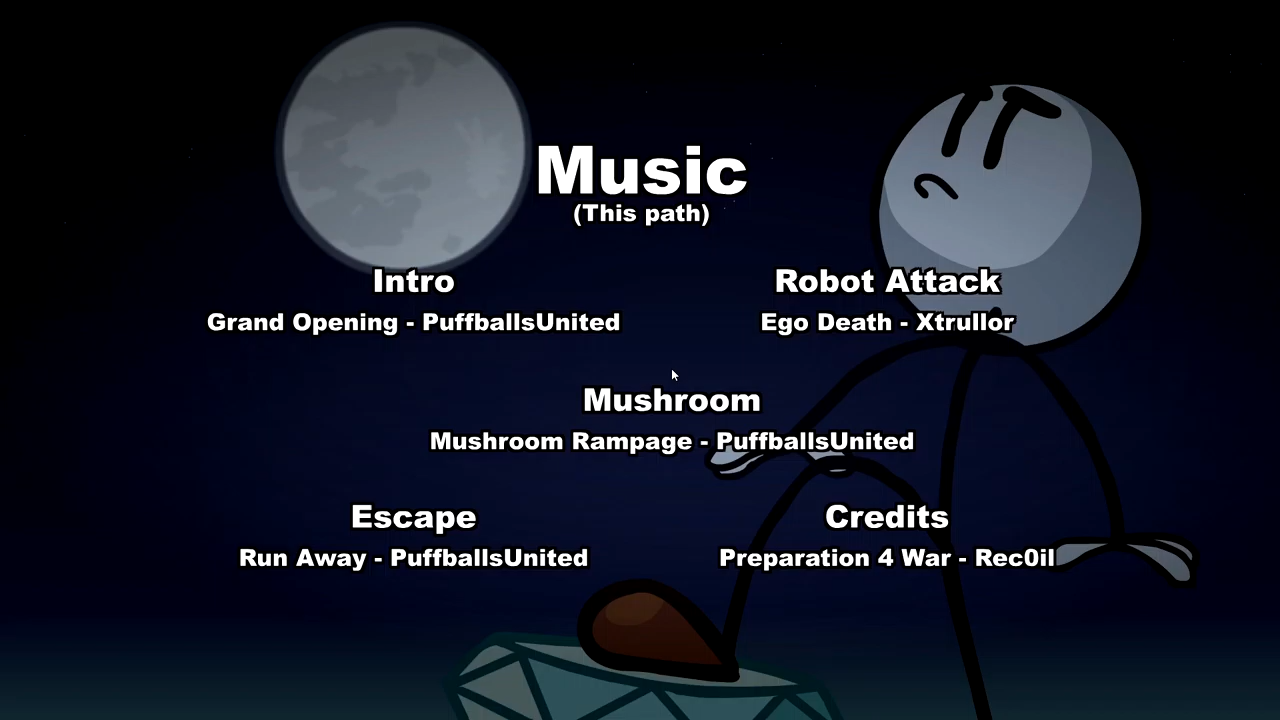 Music
(This path)
Intro
Grand Opening - PuffballsUnited
Robot Attack
Ego Death - Xtrullor
Mushroom
Mushroom Rampage - PuffballsUnited
Escape
Run Away - PuffballsUnited
Credits
Preparation 4 War - Rec0il